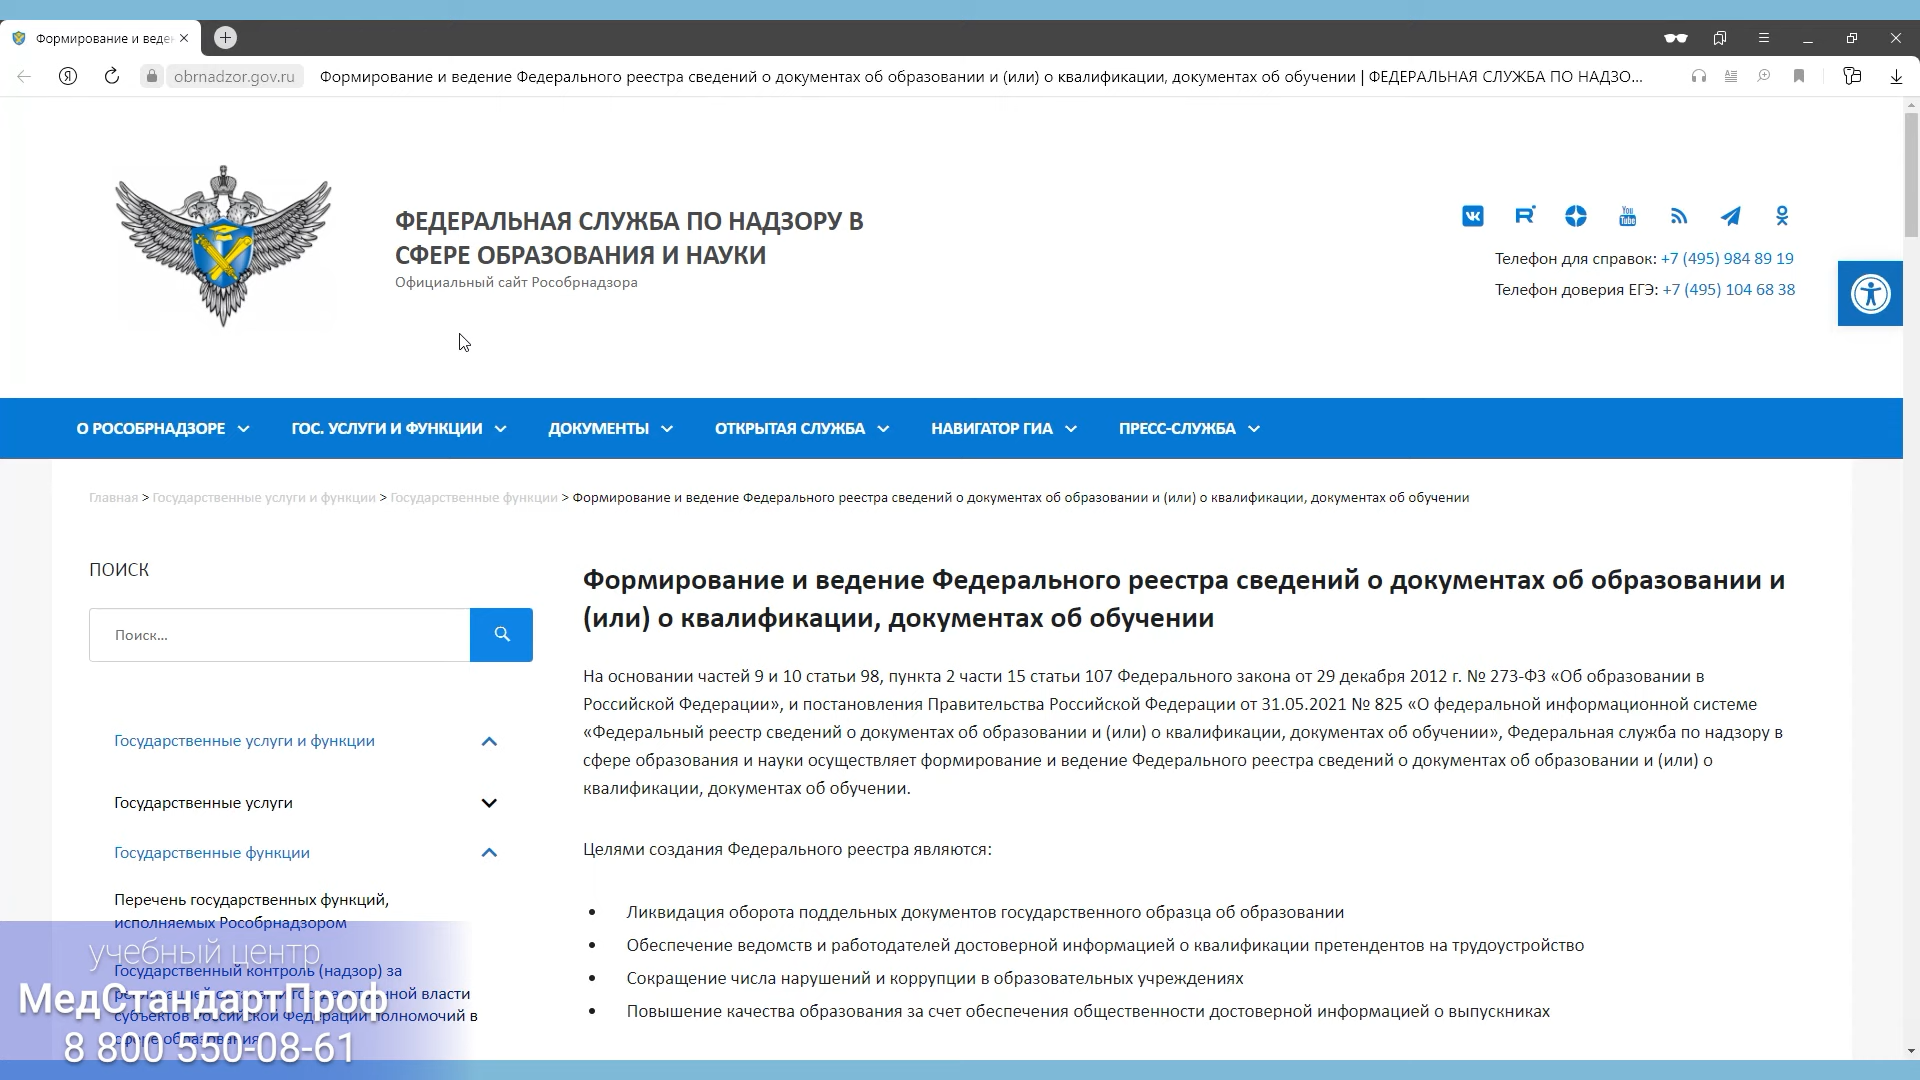 Формирование и веде
obrnadzor.gov.ru
Формирование и ведение Федерального реестра сведений о документах об образовании и (или) о квалификации, документах об обучении | ФЕДЕРАЛЬНАЯ СЛУЖБА ПО НАДЗО...
ФЕДЕРАЛЬНАЯ СЛУЖБА ПО НАДЗОРУ В
СФЕРЕ ОБРАЗОВАНИЯ И НАУКИ
Официальный сайт Рособрнадзора
Телефон для справок: +7 (495) 984 89 19
Телефон доверия ЕГЭ: +7 (495) 104 68 38
О РОСОБРНАДЗОРЕ ГОС. УСЛУГИ И ФУНКЦИИ ДОКУМЕНТЫ ОТКРЫТАЯ СЛУЖБА НАВИГАТОР ГИА ПРЕСС-СЛУЖБА
Главная > Государственные услуги и функции > Государственные функции > Формирование и ведение Федерального реестра сведений о документах об образовании и (или) о квалификации, документах об обучении
ПОИСК
Поиск...
Государственные услуги и функции
Государственные услуги
Государственные функции
Перечень государственных функций,
исполняемых Рособрнадзором
Государственный контроль (надзор) за
реализацией органами государственной власти
субъектов Российской Федерации полномочий в
сфере образования
Формирование и ведение Федерального реестра сведений о документах об образовании и
(или) о квалификации, документах об обучении
На основании частей 9 и 10 статьи 98, пункта 2 части 15 статьи 107 Федерального закона от 29 декабря 2012 г. № 273-ФЗ «Об образовании в
Российской Федерации», и постановления Правительства Российской Федерации от 31.05.2021 № 825 «О федеральной информационной системе
«Федеральный реестр сведений о документах об образовании и (или) о квалификации, документах об обучении», Федеральная служба по надзору в
сфере образования и науки осуществляет формирование и ведение Федерального реестра сведений о документах об образовании и (или) о
квалификации, документах об обучении.
Целями создания Федерального реестра являются:
• Ликвидация оборота поддельных документов государственного образца об образовании
• Обеспечение ведомств и работодателей достоверной информацией о квалификации претендентов на трудоустройство
• Сокращение числа нарушений и коррупции в образовательных учреждениях
• Повышение качества образования за счет обеспечения общественности достоверной информацией о выпускниках
учебный центр
МедСтандартПроф
8 800 550-08-61